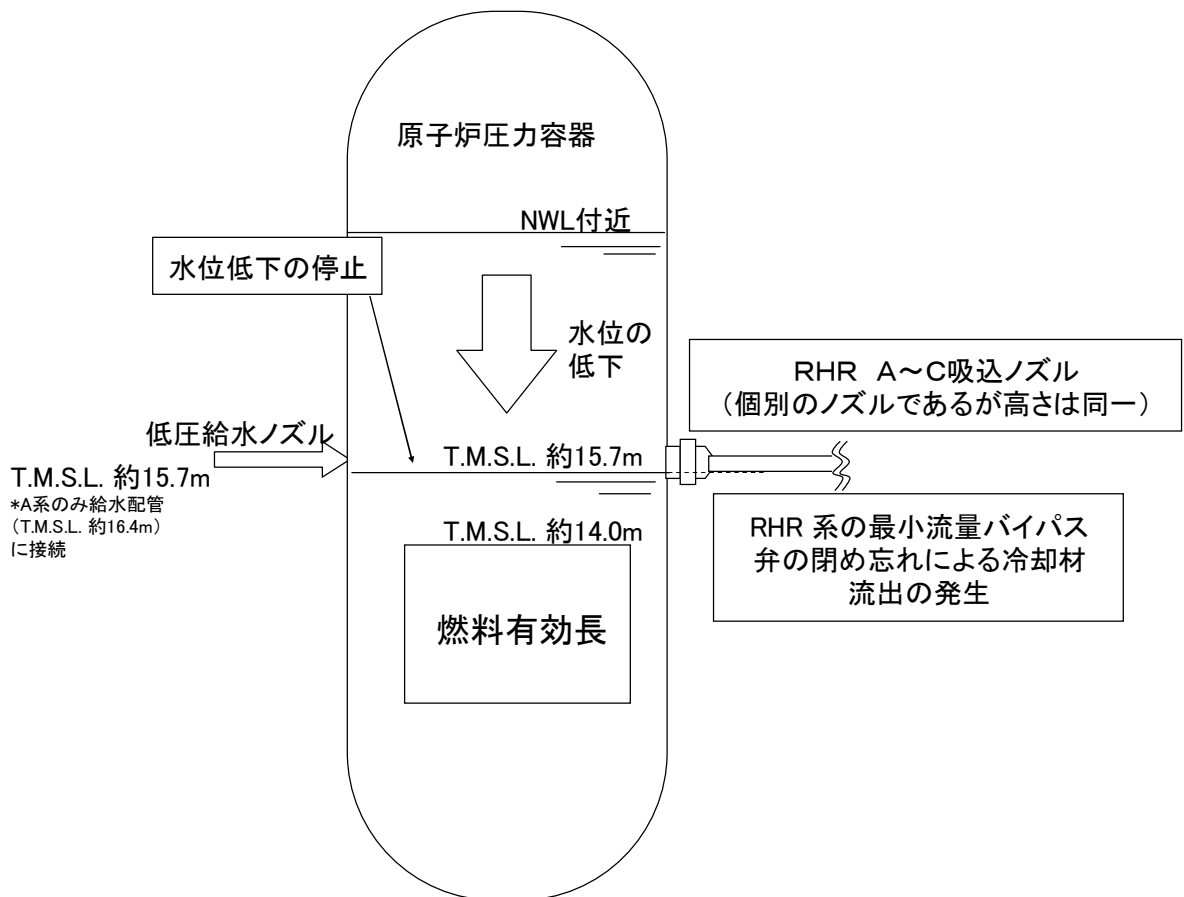 原子炉圧力容器
NWL付近
水位低下の停止
水位の
低下
RHR A～C吸込ノズル
（個別のノズルであるが高さは同一）
低圧給水ノズル
T.M.S.L. 約15.7m
*A系のみ給水配管
（T.M.S.L. 約16.4m）
に接続
T.M.S.L. 約15.7m
T.M.S.L. 約14.0m
RHR 系の最小流量バイパス
弁の閉め忘れによる冷却材
流出の発生
燃料有効長